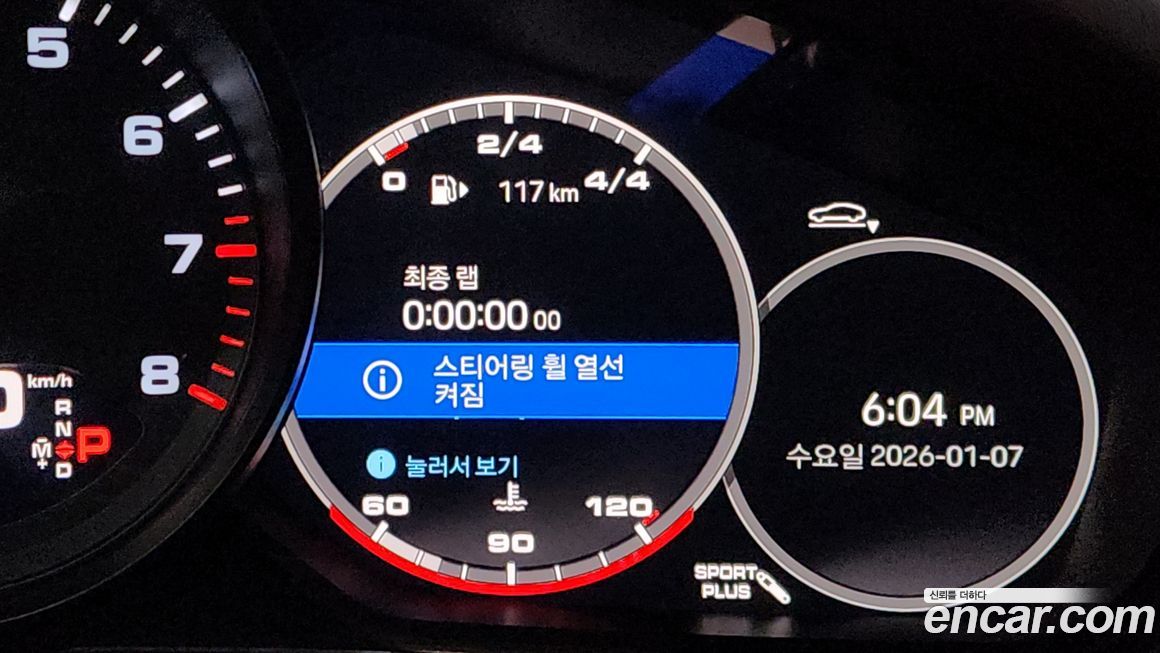 5
6
7
8
km/h
R
N
D
M
+
P
0
2/4
4/4
117 km
최종 랩
0:00:00 00
스티어링 휠 열선
켜짐
눌러서 보기
60
90
120
6:04 PM
수요일 2026-01-07
SPORT
PLUS
신뢰를 더하다
encar.com